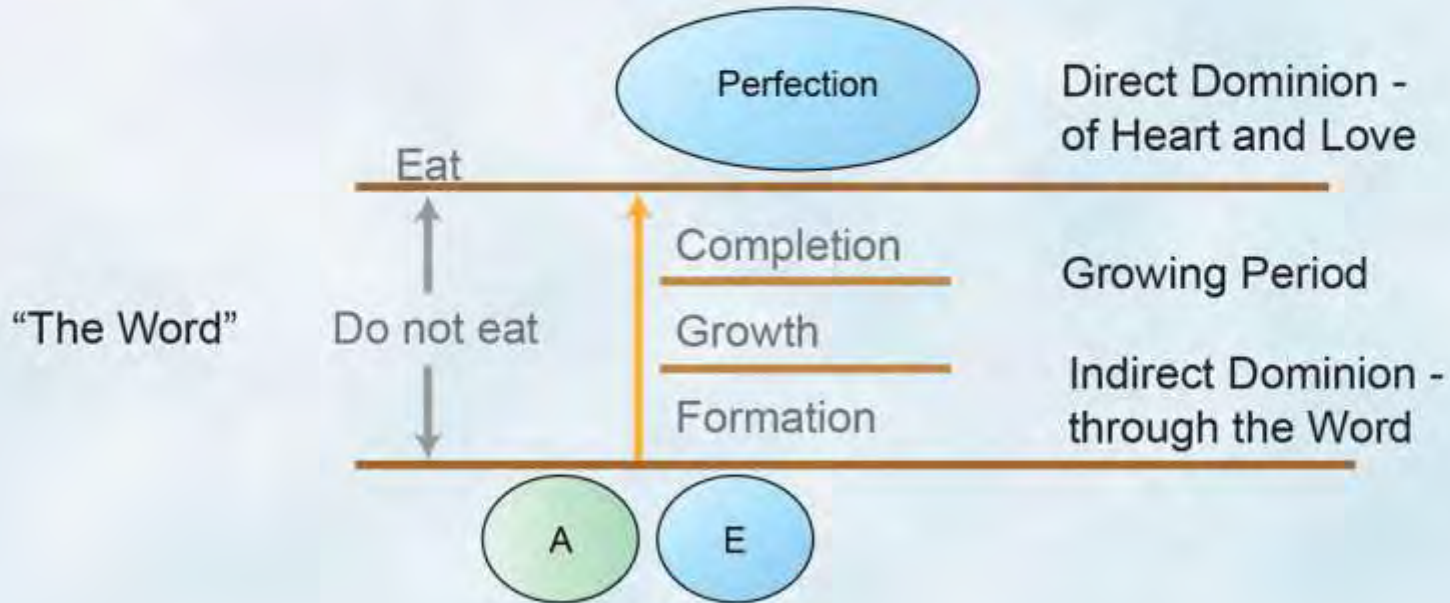 Perfection
Direct Dominion -
of Heart and Love
Eat
Completion
Growing Period
“The Word”
Do not eat
Growth
Indirect Dominion -
through the Word
Formation
A
E